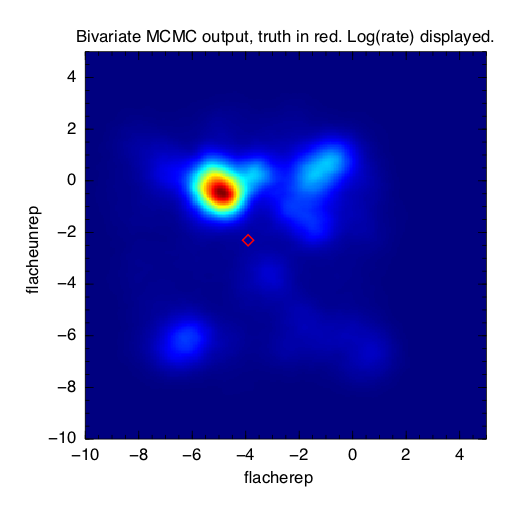 Bivariate MCMC output, truth in red. Log(rate) displayed.
4
2
0
−2
−4
−6
−8
−10
flacheunrep
−10 −8 −6 −4 −2 0 2 4
flacherep